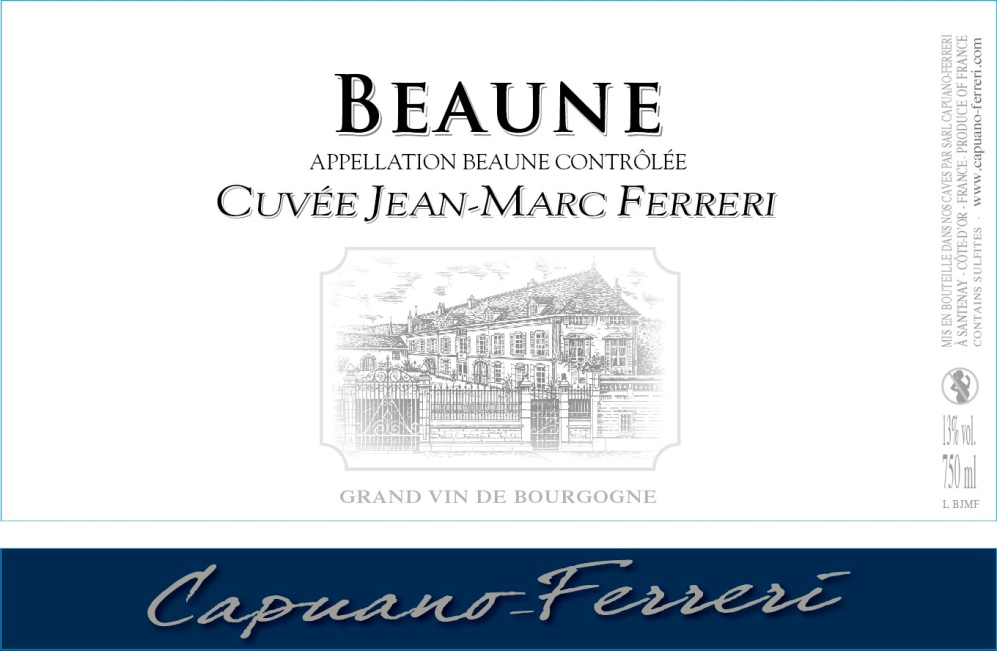 BEAUNE
APPELLATION BEAUNE CONTRÔLÉE
CUVÉE JEAN-MARC FERRERI
GRAND VIN DE BOURGOGNE
MIS EN BOUTEILLE DANS NOS CAVES PAR SARL CAPUANO-FERRERI
À SANTENAY - CÔTE-D'OR - FRANCE - PRODUCE OF FRANCE
CONTAINS SULFITES · www.capuano-ferreri.com
13% vol.
750 ml
L BJMF
Capuano-Ferreri